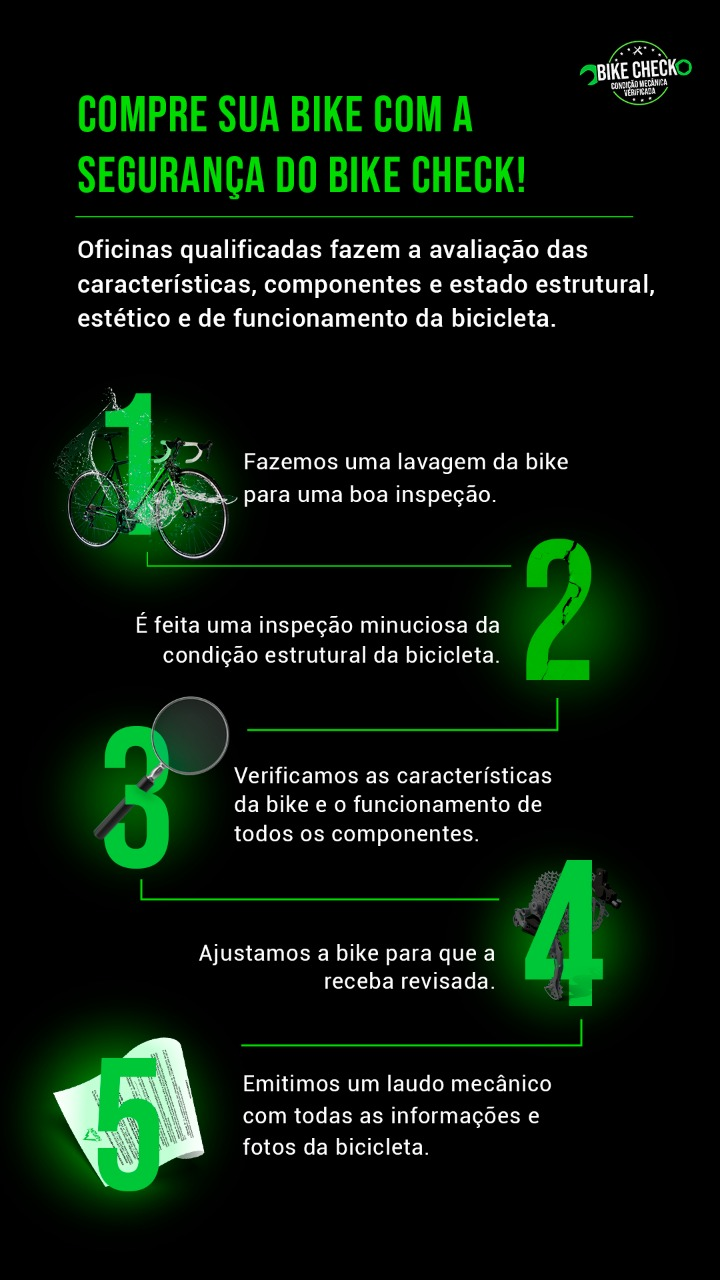 BIKE CHECK
CONDIÇÃO MECÂNICA
VERIFICADA
COMPRE SUA BIKE COM A
SEGURANÇA DO BIKE CHECK!
Oficinas qualificadas fazem a avaliação das
características, componentes e estado estrutural,
estético e de funcionamento da bicicleta.
1
Fazemos uma lavagem da bike
para uma boa inspeção.
2
É feita uma inspeção minuciosa da
condição estrutural da bicicleta.
3
Verificamos as características
da bike e o funcionamento de
todos os componentes.
4
Ajustamos a bike para que a
receba revisada.
5
Emitimos um laudo mecânico
com todas as informações e
fotos da bicicleta.